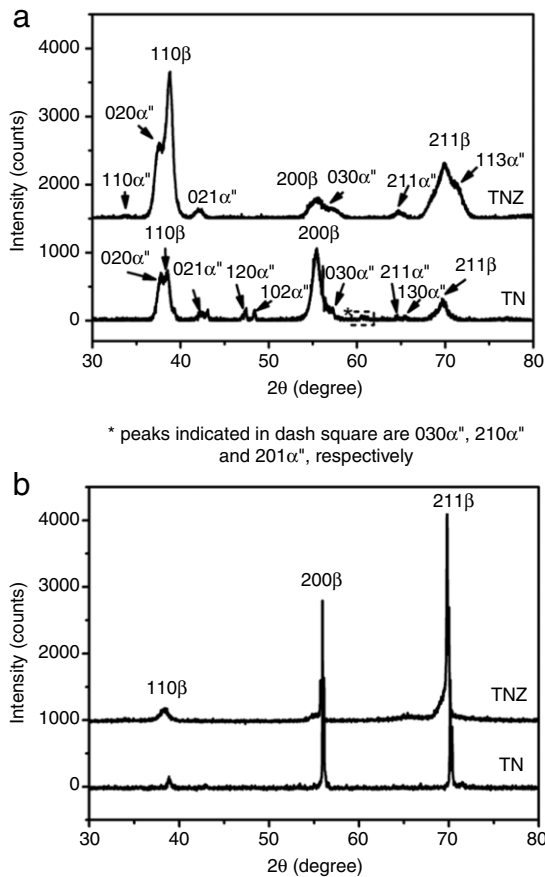 a
4000
3000
2000
1000
0
Intensity (counts)
110β
020α"
110α"
021α"
200β
030α"
211α"
211β
113α"
TNZ
110β
020α"
021α"
120α"
102α"
200β
030α"
*
211α"
130α"
211β
TN
30 40 50 60 70 80
2θ (degree)
* peaks indicated in dash square are 030α", 210α"
and 201α", respectively
b
4000
3000
2000
1000
0
Intensity (counts)
110β
200β
211β
TNZ
TN
30 40 50 60 70 80
2θ (degree)